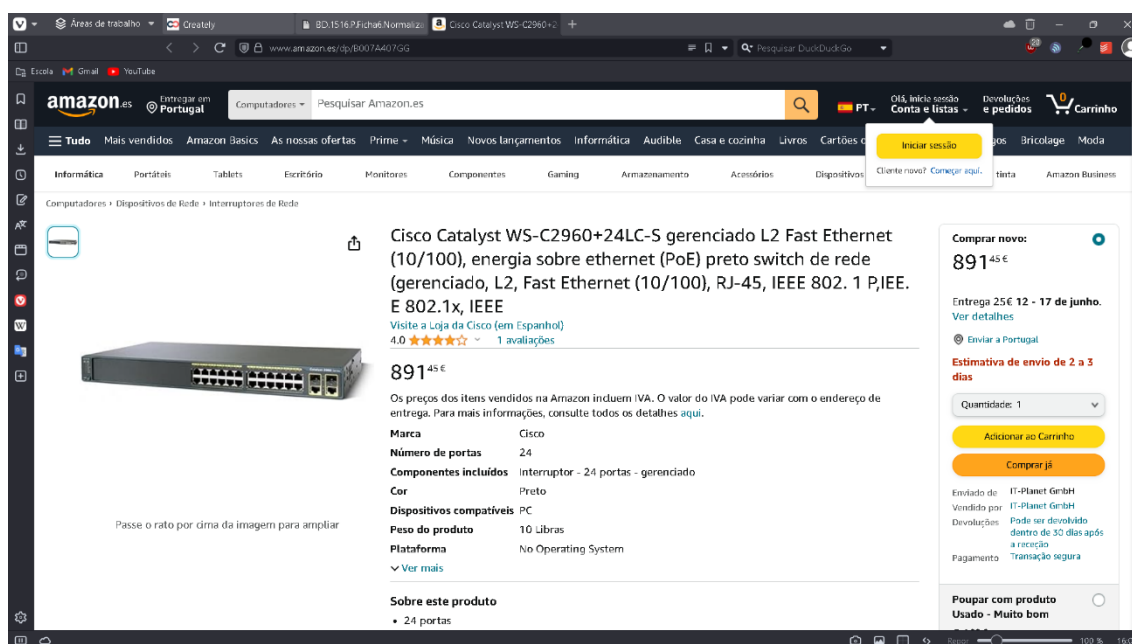 Áreas de trabalho
Creately
BD.1516.P.Ficha6.Normaliza
Cisco Catalyst WS-C2960+2
www.amazon.es/dp/B007A407GG
Pesquisar DuckDuckGo
Escola
Gmail
YouTube
amazon.es
Entregar em
Portugal
Computadores
Pesquisar Amazon.es
PT
Olá, inicie sessão
Conta e listas
Devoluções
e pedidos
0
Carrinho
Tudo
Mais vendidos
Amazon Basics
As nossas ofertas
Prime
Música
Novos lançamentos
Informática
Audible
Casa e cozinha
Livros
Cartões
Bricolage
Moda
Iniciar sessão
Cliente novo? Começar aqui.
Informática
Portáteis
Tablets
Escritório
Monitores
Componentes
Gaming
Armazenamento
Acessórios
Dispositivos
tinta
Amazon Business
Computadores › Dispositivos de Rede › Interruptores de Rede
Cisco Catalyst WS-C2960+24LC-S gerenciado L2 Fast Ethernet
(10/100), energia sobre ethernet (PoE) preto switch de rede
(gerenciado, L2, Fast Ethernet (10/100), RJ-45, IEEE 802. 1 P,IEE.
E 802.1x, IEEE
Visite a Loja da Cisco (em Espanhol)
4.0
1 avaliações
891 45 €
Os preços dos itens vendidos na Amazon incluem IVA. O valor do IVA pode variar com o endereço de
entrega. Para mais informações, consulte todos os detalhes aqui.
Marca Cisco
Número de portas 24
Componentes incluídos Interruptor - 24 portas - gerenciado
Cor Preto
Dispositivos compatíveis PC
Peso do produto 10 Libras
Plataforma No Operating System
Ver mais
Sobre este produto
• 24 portas
Passe o rato por cima da imagem para ampliar
Comprar novo:
891 45 €
Entrega 25€ 12 - 17 de junho.
Ver detalhes
Enviar a Portugal
Estimativa de envio de 2 a 3
dias
Quantidade: 1
Adicionar ao Carrinho
Comprar já
Enviado de IT-Planet GmbH
Vendido por IT-Planet GmbH
Devoluções Pode ser devolvido
dentro de 30 dias após
a receção
Pagamento Transação segura
Poupar com produto
Usado - Muito bom
Repor
100 %